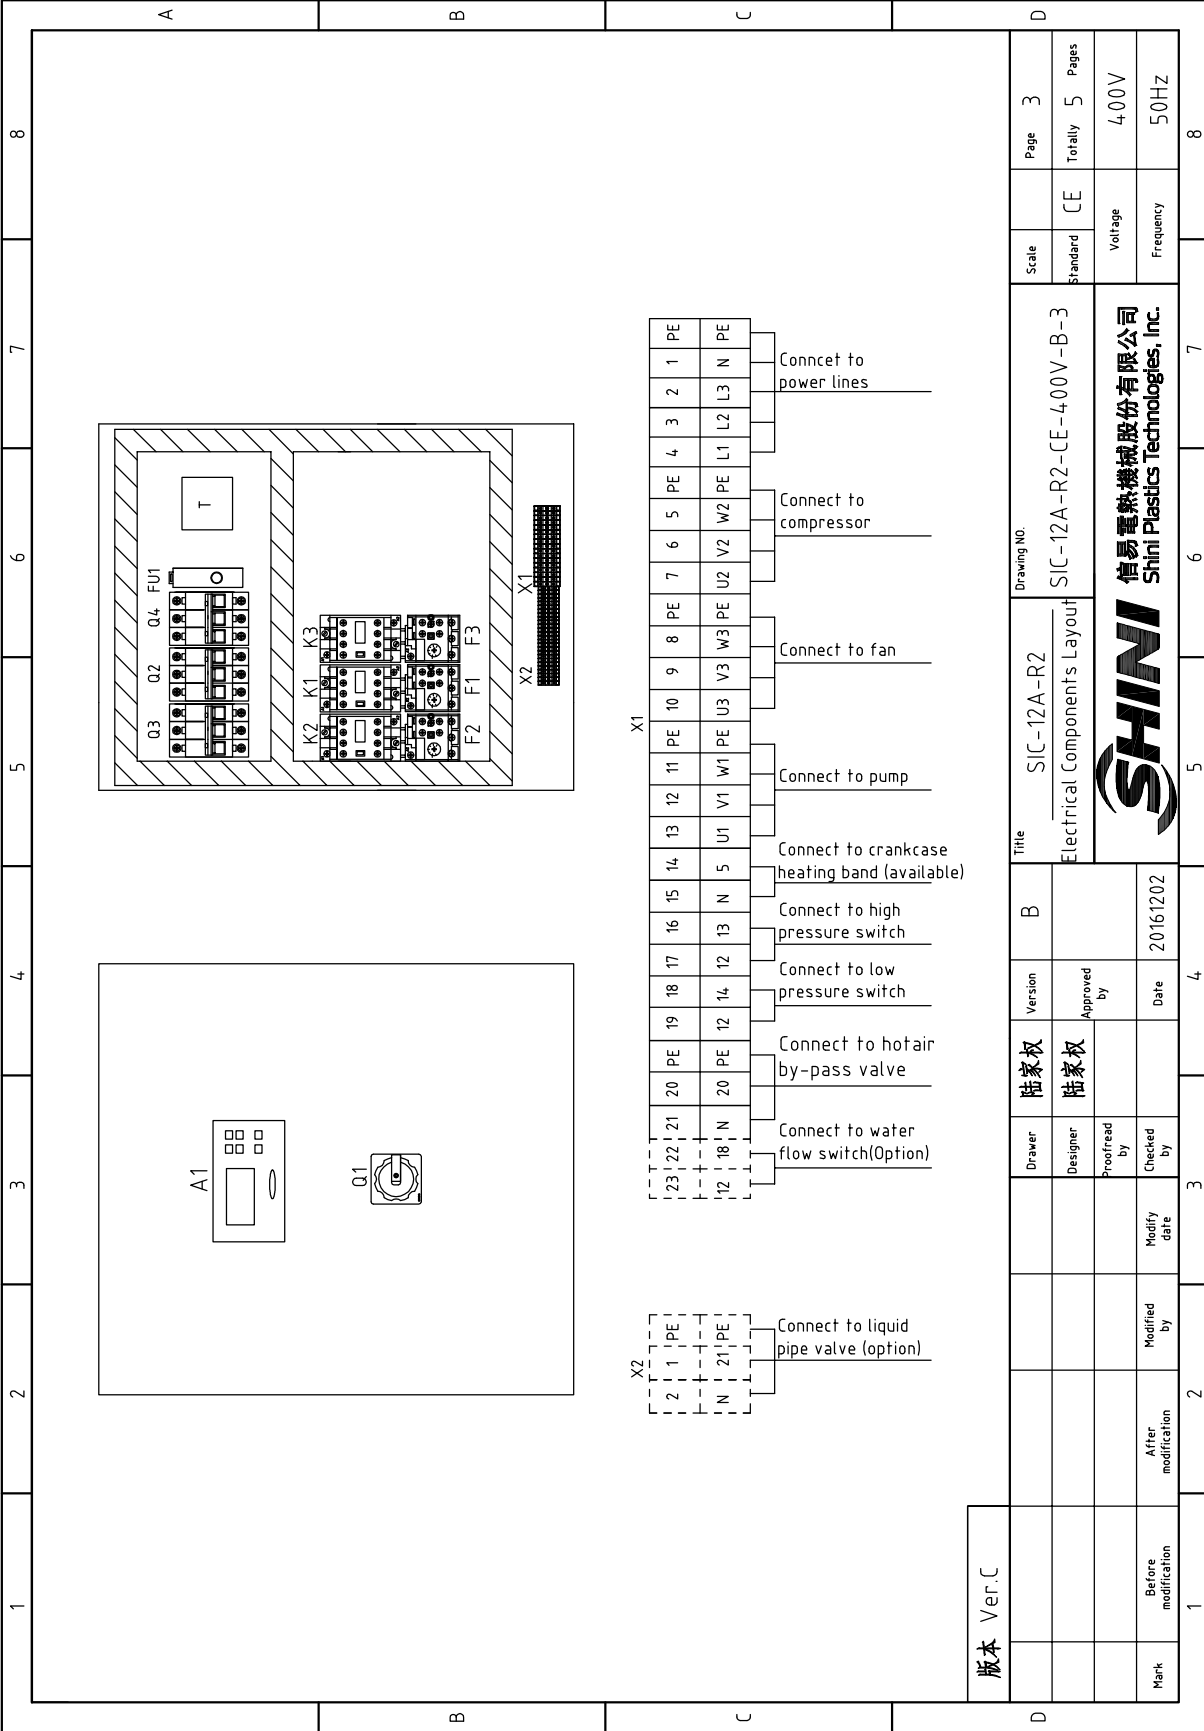 1 2 3 4 5 6 7 8
A
B
C
D
A1
Q1
Q3 Q2 Q4 FU1
T
K2 K1 K3
F2 F1 F3
X2 X1
X2
2 1 PE
N 21 PE
Connect to liquid
pipe valve (option)
X1
23 22 21 20 PE 19 18 17 16 15 14 13 12 11 PE 10 9 8 PE 7 6 5 PE 4 3 2 1 PE
12 18 N 20 PE 12 14 12 13 N 5 U1 V1 W1 PE U3 V3 W3 PE U2 V2 W2 PE L1 L2 L3 N PE
Connect to water
flow switch(Option)
Connect to hotair
by-pass valve
Connect to low
pressure switch
Connect to high
pressure switch
Connect to crankcase
heating band (available)
Connect to pump
Connect to fan
Connect to
compressor
Conncet to
power lines
版本 Ver.C
Mark
Before
modification
After
modification
Modified
by
Modify
date
Drawer 陆家权
Designer 陆家权
Proofread
by
Checked
by
Version B
Approved
by
Date 20161202
Title
SIC-12A-R2
Electrical Components Layout
Drawing NO.
SIC-12A-R2-CE-400V-B-3
SHINI
信易電熱機械股份有限公司
Shini Plastics Technologies, Inc.
Scale
Page 3
Standard CE
Totally 5 Pages
Voltage 400V
Frequency 50HZ
1 2 3 4 5 6 7 8
B
C
D